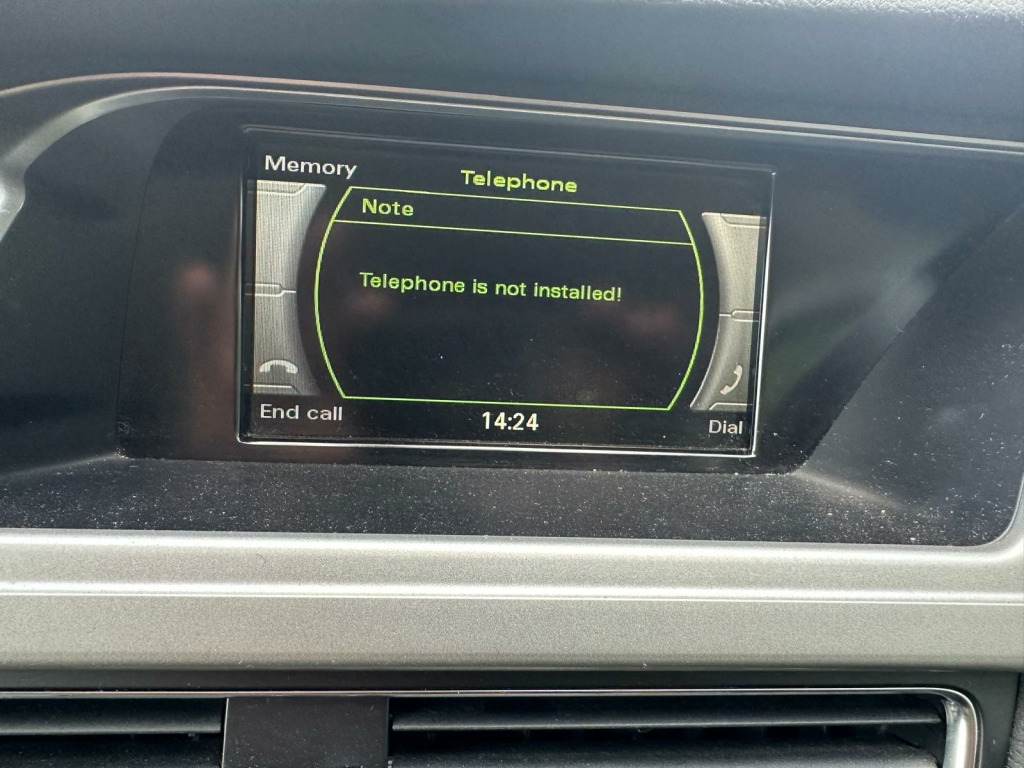 Memory
Telephone
Note
Telephone is not installed!
End call
14:24
Dial